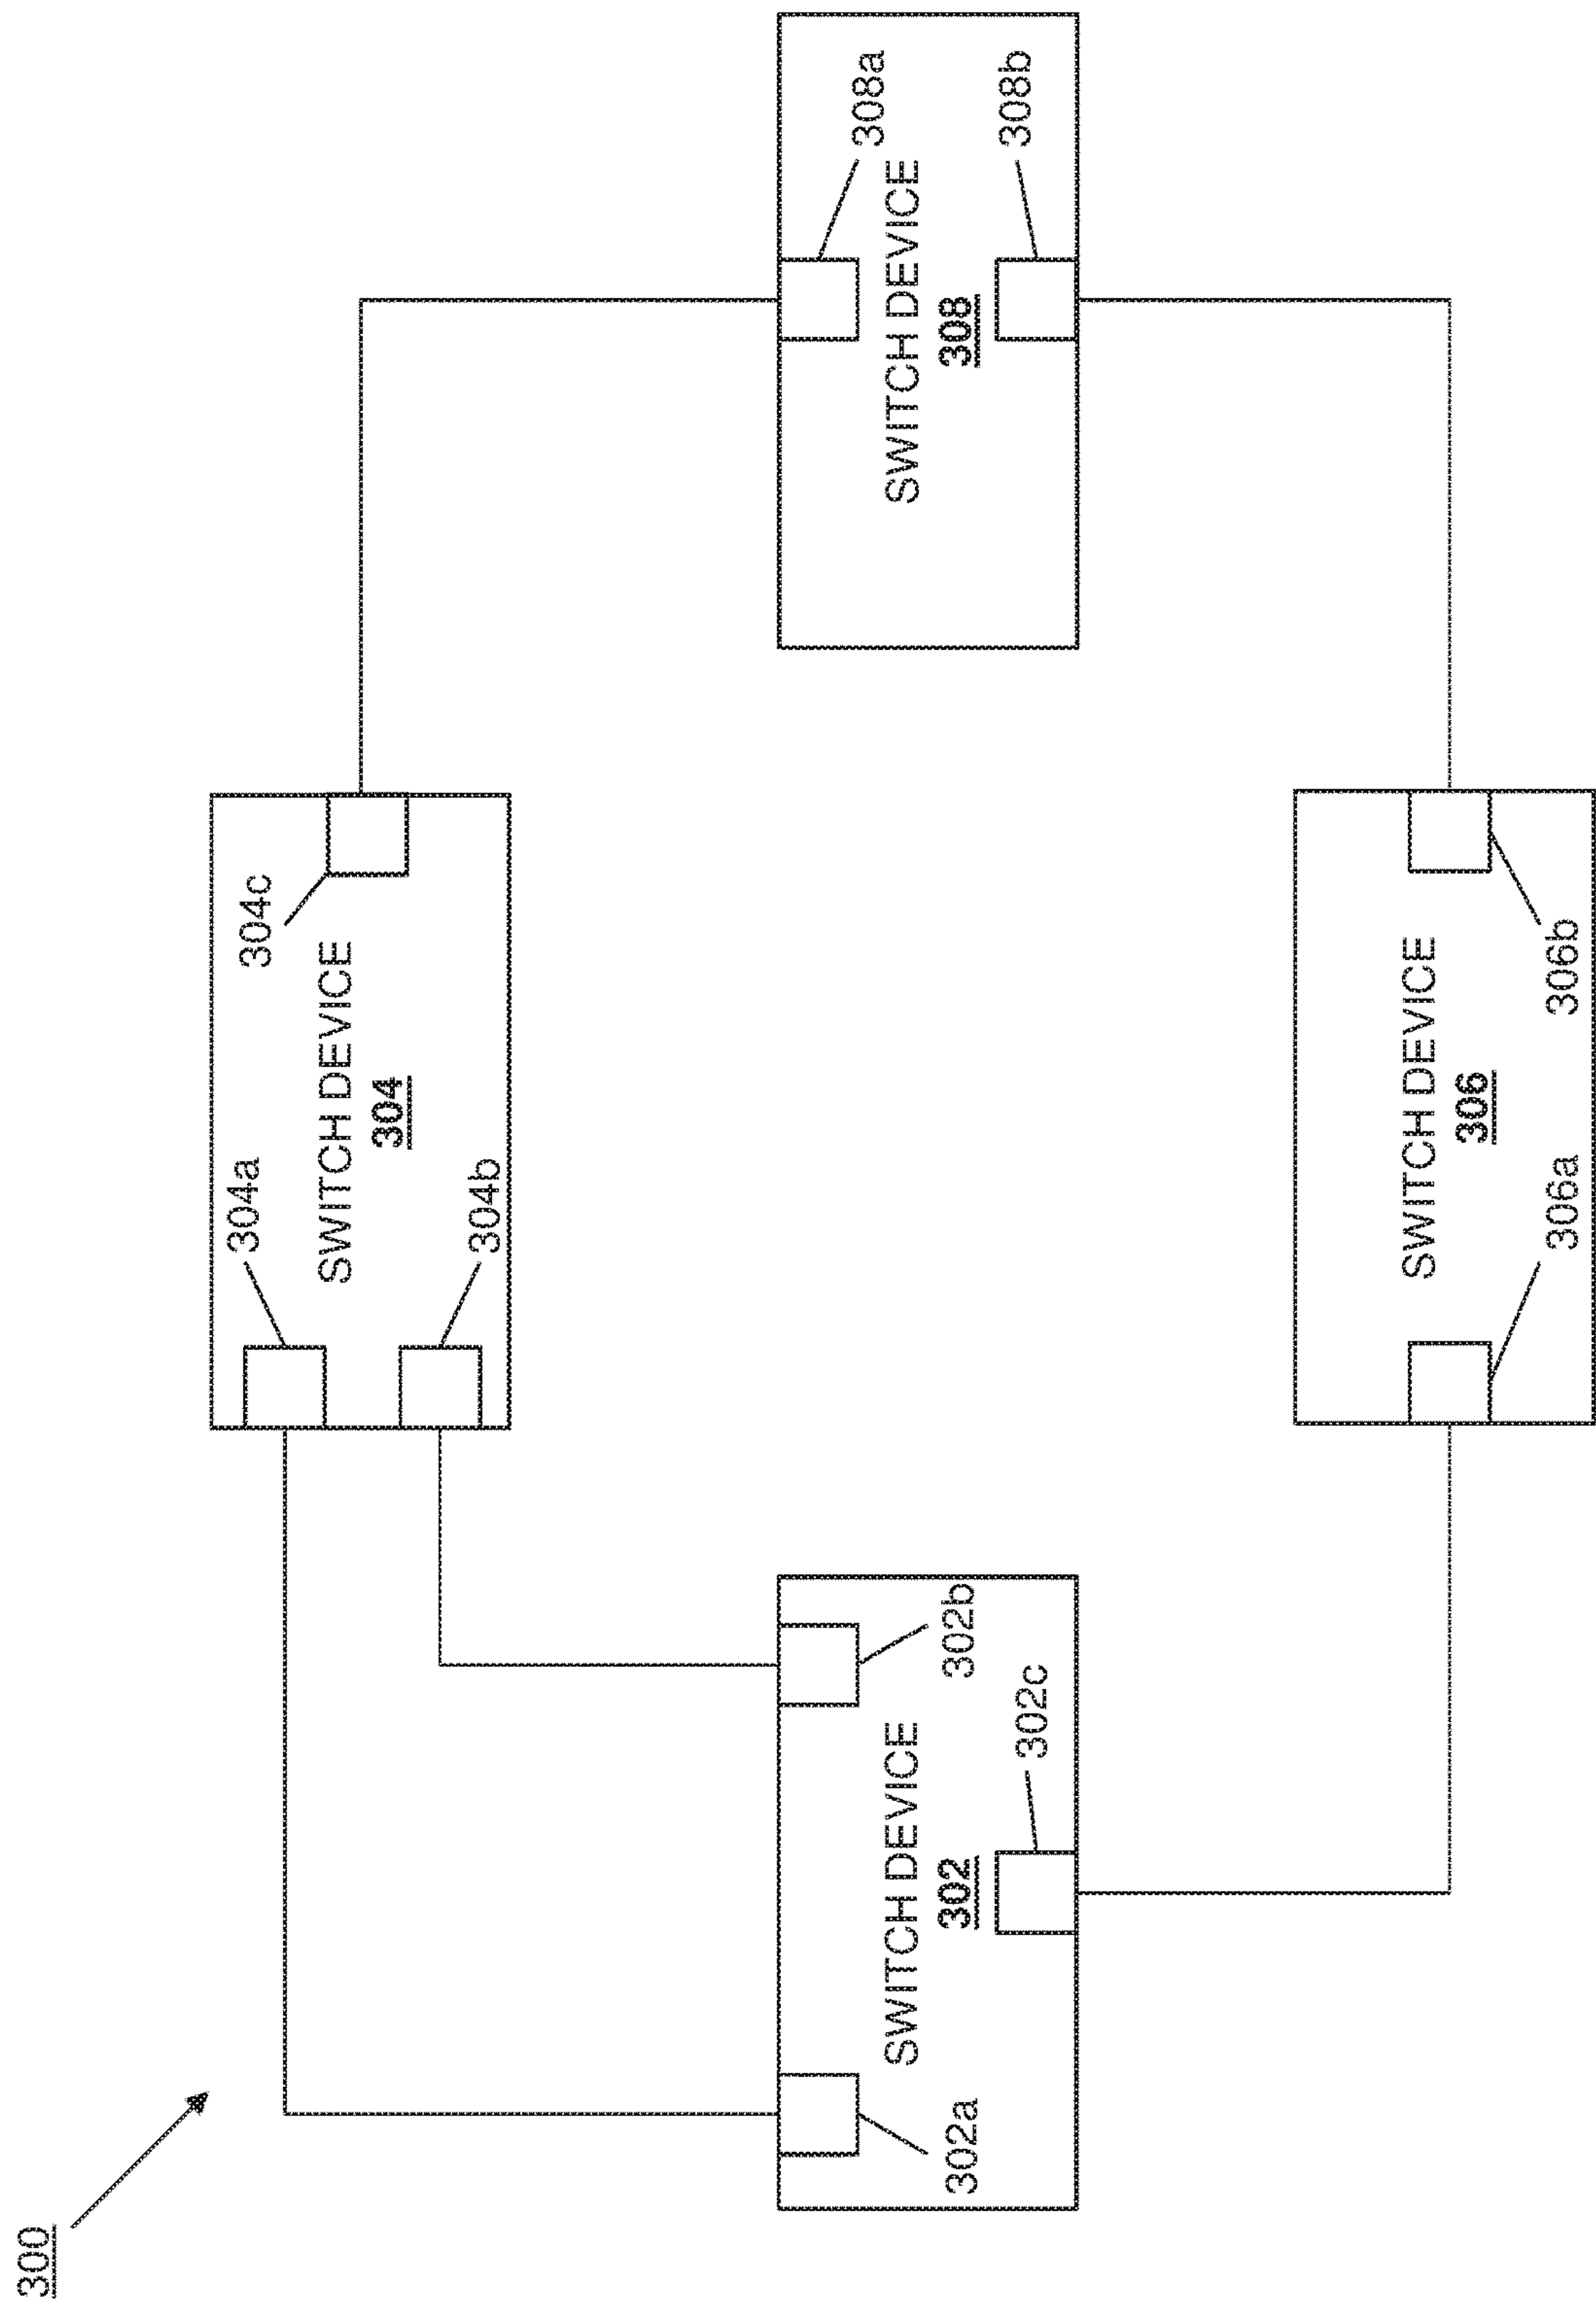 300
304a
304b
SWITCH DEVICE
304
304c
302a
302b
SWITCH DEVICE
302
302c
308a
SWITCH DEVICE
308
308b
SWITCH DEVICE
306
306a
306b